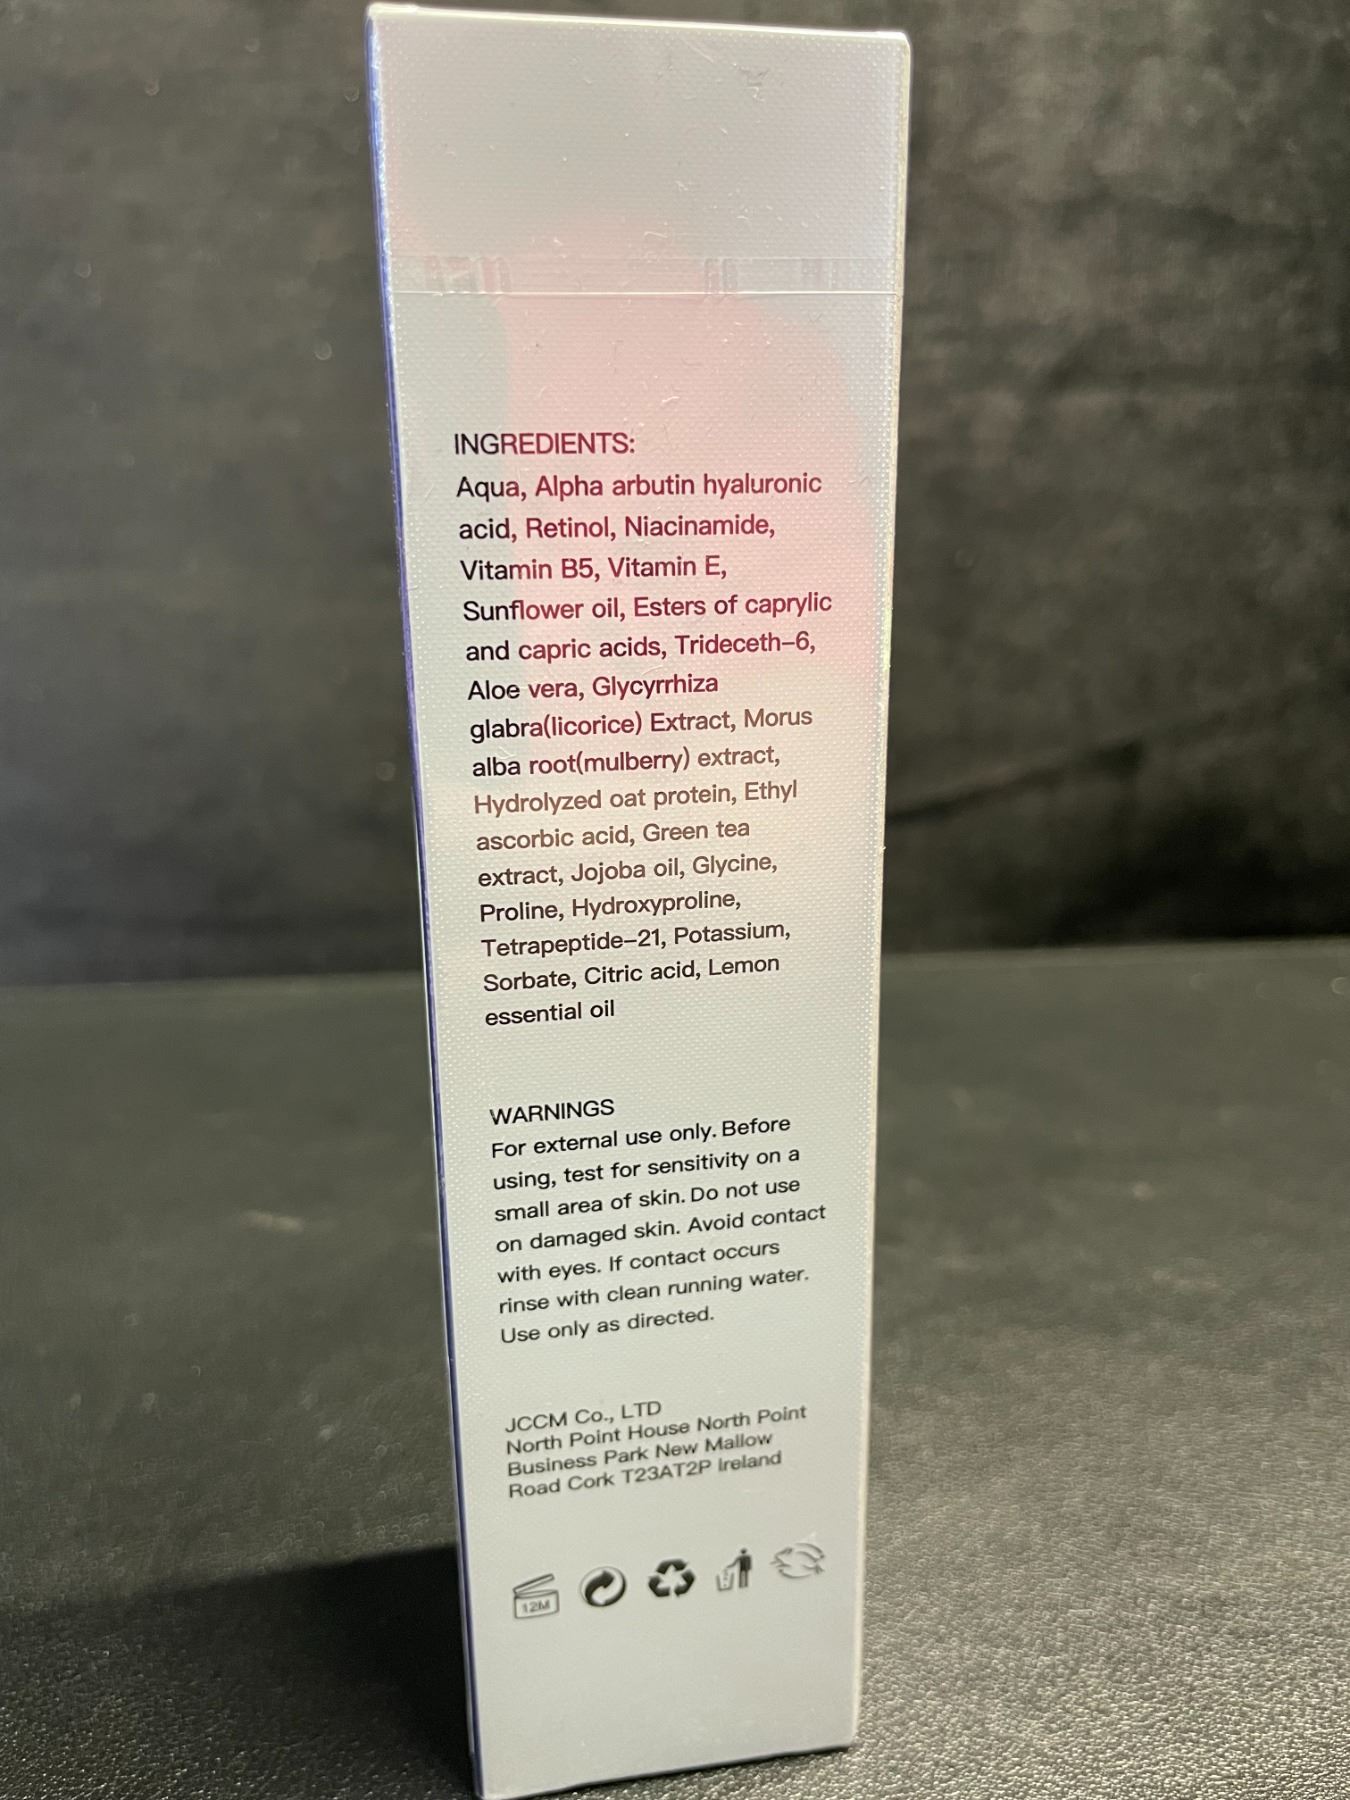 INGREDIENTS:
Aqua, Alpha arbutin hyaluronic
acid, Retinol, Niacinamide,
Vitamin B5, Vitamin E,
Sunflower oil, Esters of caprylic
and capric acids, Trideceth-6,
Aloe vera, Glycyrrhiza
glabra(licorice) Extract, Morus
alba root(mulberry) extract,
Hydrolyzed oat protein, Ethyl
ascorbic acid, Green tea
extract, Jojoba oil, Glycine,
Proline, Hydroxyproline,
Tetrapeptide-21, Potassium,
Sorbate, Citric acid, Lemon
essential oil
WARNINGS
For external use only. Before
using, test for sensitivity on a
small area of skin. Do not use
on damaged skin. Avoid contact
with eyes. If contact occurs
rinse with clean running water.
Use only as directed.
JCCM Co., LTD
North Point House North Point
Business Park New Mallow
Road Cork T23AT2P Ireland
12M